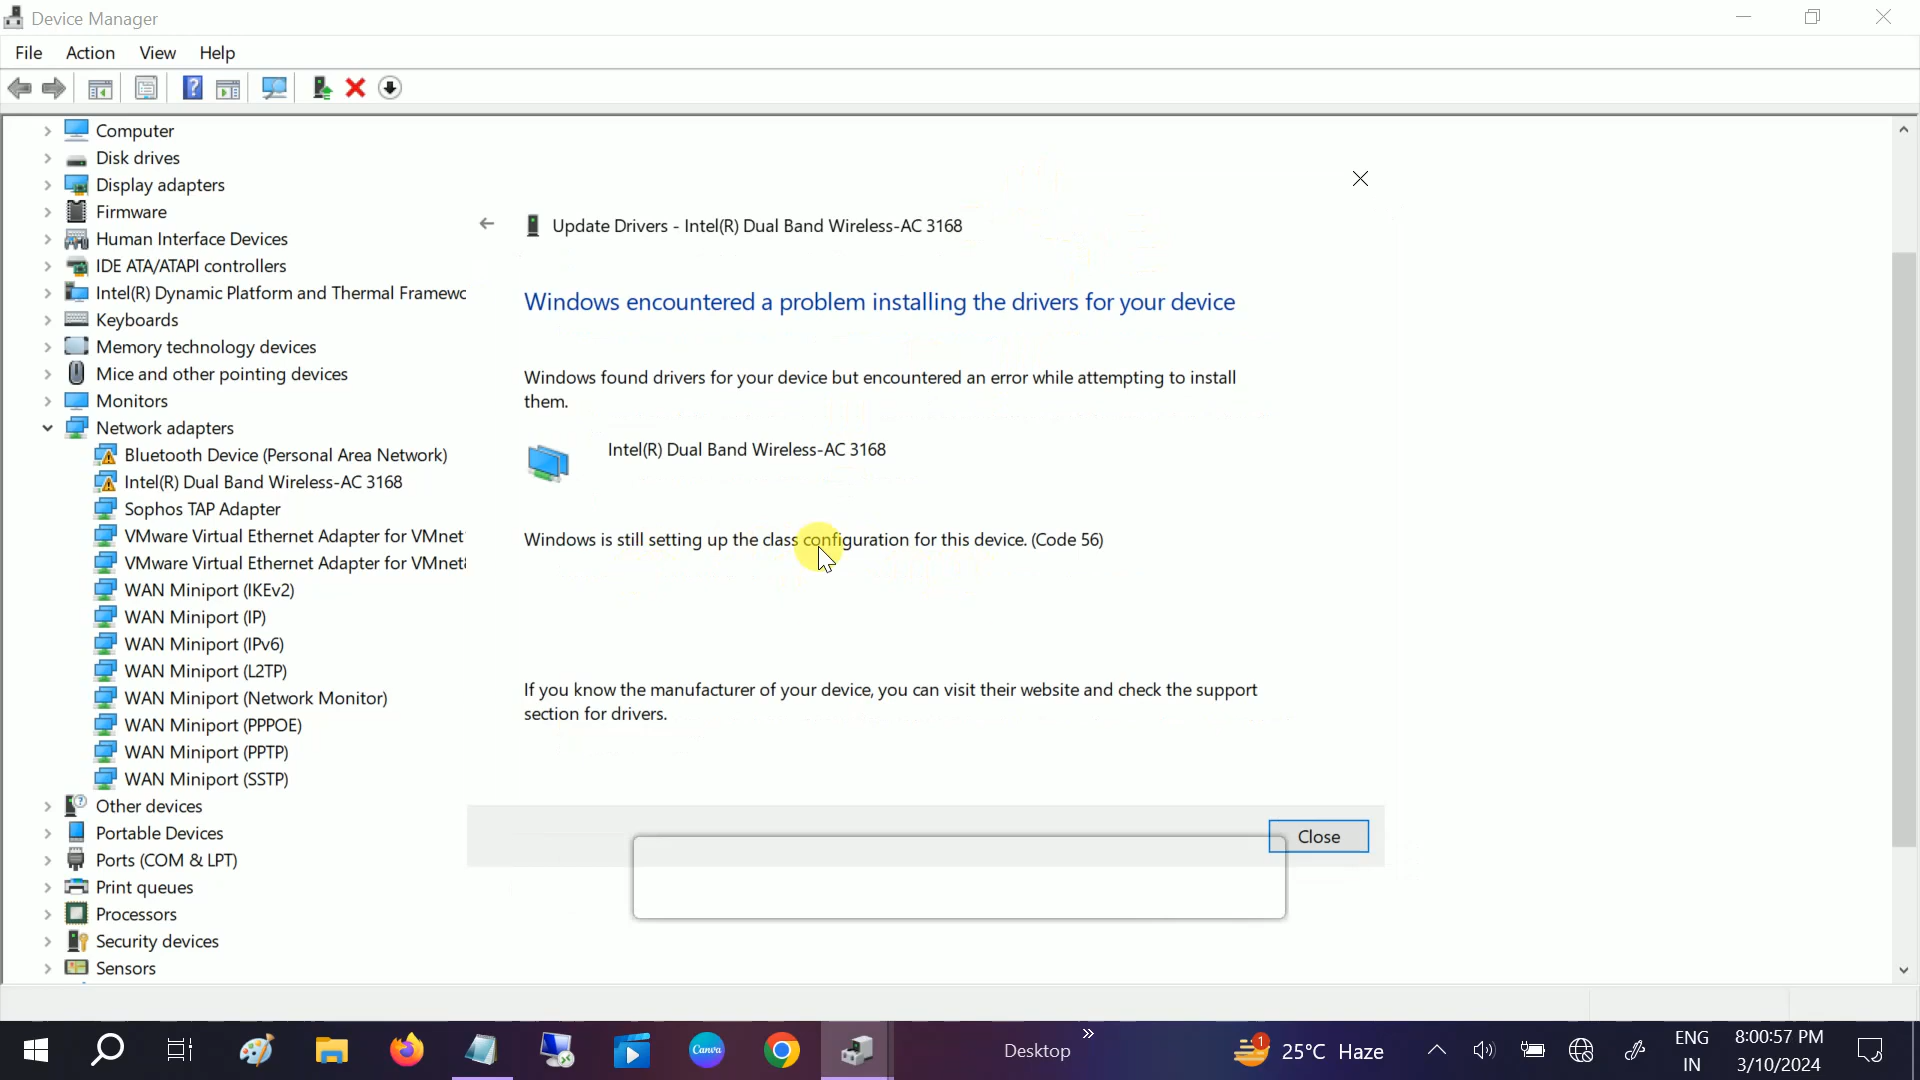 Device Manager
File Action View Help
Computer
Disk drives
Display adapters
Firmware
Human Interface Devices
IDE ATA/ATAPI controllers
Intel(R) Dynamic Platform and Thermal Framewc
Keyboards
Memory technology devices
Mice and other pointing devices
Monitors
Network adapters
Bluetooth Device (Personal Area Network)
Intel(R) Dual Band Wireless-AC 3168
Sophos TAP Adapter
VMware Virtual Ethernet Adapter for VMnet
VMware Virtual Ethernet Adapter for VMnet
WAN Miniport (IKEv2)
WAN Miniport (IP)
WAN Miniport (IPv6)
WAN Miniport (L2TP)
WAN Miniport (Network Monitor)
WAN Miniport (PPPOE)
WAN Miniport (PPTP)
WAN Miniport (SSTP)
Other devices
Portable Devices
Ports (COM & LPT)
Print queues
Processors
Security devices
Sensors
Update Drivers - Intel(R) Dual Band Wireless-AC 3168
Windows encountered a problem installing the drivers for your device
Windows found drivers for your device but encountered an error while attempting to install
them.
Intel(R) Dual Band Wireless-AC 3168
Windows is still setting up the class configuration for this device. (Code 56)
If you know the manufacturer of your device, you can visit their website and check the support
section for drivers.
Close
Canva
Desktop
1
25°C Haze
ENG
IN
8:00:57 PM
3/10/2024